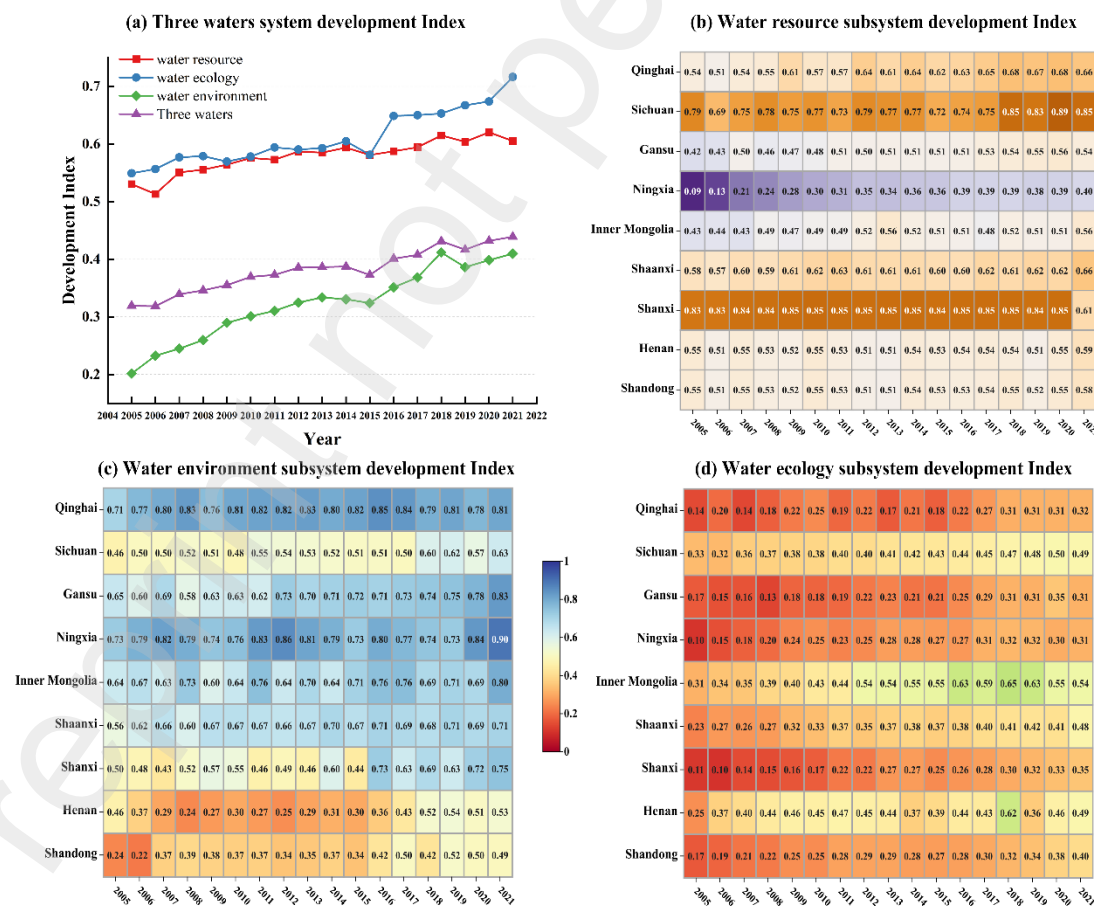 (a) Three waters system development Index
water resource
water ecology
water environment
Three waters
Development Index
0.7
0.6
0.5
0.4
0.3
0.2
2004 2005 2006 2007 2008 2009 2010 2011 2012 2013 2014 2015 2016 2017 2018 2019 2020 2021 2022
Year
(b) Water resource subsystem development Index
Qinghai 0.54 0.51 0.54 0.55 0.61 0.57 0.57 0.64 0.61 0.64 0.62 0.63 0.65 0.68 0.67 0.68 0.66
Sichuan 0.79 0.69 0.75 0.78 0.75 0.77 0.73 0.79 0.77 0.77 0.72 0.74 0.75 0.85 0.83 0.89 0.85
Gansu 0.42 0.43 0.50 0.46 0.47 0.48 0.51 0.50 0.51 0.51 0.51 0.51 0.53 0.54 0.55 0.56 0.54
Ningxia 0.09 0.13 0.21 0.24 0.28 0.30 0.31 0.35 0.34 0.36 0.36 0.39 0.39 0.39 0.38 0.39 0.40
Inner Mongolia 0.43 0.44 0.43 0.49 0.47 0.49 0.49 0.52 0.56 0.52 0.51 0.51 0.48 0.52 0.51 0.51 0.56
Shaanxi 0.58 0.57 0.60 0.59 0.61 0.62 0.63 0.61 0.61 0.61 0.60 0.60 0.62 0.61 0.62 0.62 0.66
Shanxi 0.83 0.83 0.84 0.84 0.85 0.85 0.85 0.85 0.85 0.85 0.84 0.85 0.85 0.85 0.84 0.85 0.61
Henan 0.55 0.51 0.55 0.53 0.52 0.55 0.53 0.51 0.51 0.54 0.53 0.54 0.54 0.54 0.51 0.55 0.59
Shandong 0.55 0.51 0.55 0.53 0.52 0.55 0.53 0.51 0.51 0.54 0.53 0.53 0.54 0.55 0.52 0.55 0.58
2005 2006 2007 2008 2009 2010 2011 2012 2013 2014 2015 2016 2017 2018 2019 2020 202
(c) Water environment subsystem development Index
Qinghai 0.71 0.77 0.80 0.83 0.76 0.81 0.82 0.82 0.83 0.80 0.82 0.85 0.84 0.79 0.81 0.78 0.81
Sichuan 0.46 0.50 0.50 0.52 0.51 0.48 0.55 0.54 0.53 0.52 0.51 0.51 0.50 0.60 0.62 0.57 0.63
Gansu 0.65 0.60 0.69 0.58 0.63 0.63 0.62 0.73 0.70 0.71 0.72 0.71 0.73 0.74 0.75 0.78 0.83
Ningxia 0.73 0.79 0.82 0.79 0.74 0.76 0.83 0.86 0.81 0.79 0.73 0.80 0.77 0.74 0.73 0.84 0.90
Inner Mongolia 0.64 0.67 0.63 0.73 0.60 0.64 0.76 0.64 0.70 0.64 0.71 0.76 0.76 0.69 0.71 0.69 0.80
Shaanxi 0.56 0.62 0.66 0.60 0.67 0.67 0.67 0.66 0.67 0.70 0.67 0.71 0.69 0.68 0.71 0.69 0.71
Shanxi 0.50 0.48 0.43 0.52 0.57 0.55 0.46 0.49 0.46 0.60 0.44 0.73 0.63 0.69 0.63 0.72 0.75
Henan 0.46 0.37 0.29 0.24 0.27 0.31 0.27 0.25 0.29 0.31 0.30 0.36 0.43 0.52 0.54 0.51 0.53
Shandong 0.24 0.22 0.37 0.39 0.38 0.37 0.37 0.34 0.35 0.37 0.34 0.42 0.50 0.42 0.52 0.50 0.49
2005 2006 2007 2008 2009 2010 2011 2012 2013 2014 2015 2016 2017 2018 2019 2020 2021
1
0.8
0.6
0.4
0.2
0
(d) Water ecology subsystem development Index
Qinghai 0.14 0.20 0.14 0.18 0.22 0.25 0.19 0.22 0.17 0.21 0.18 0.22 0.27 0.31 0.31 0.31 0.32
Sichuan 0.33 0.32 0.36 0.37 0.38 0.38 0.40 0.40 0.41 0.42 0.43 0.44 0.45 0.47 0.48 0.50 0.49
Gansu 0.17 0.15 0.16 0.13 0.18 0.18 0.19 0.22 0.23 0.21 0.21 0.25 0.29 0.31 0.31 0.35 0.31
Ningxia 0.10 0.15 0.18 0.20 0.24 0.25 0.23 0.25 0.28 0.28 0.27 0.27 0.31 0.32 0.32 0.30 0.31
Inner Mongolia 0.31 0.34 0.35 0.39 0.40 0.43 0.44 0.54 0.54 0.55 0.55 0.63 0.59 0.65 0.63 0.55 0.54
Shaanxi 0.23 0.27 0.26 0.27 0.32 0.33 0.37 0.35 0.37 0.38 0.37 0.38 0.40 0.41 0.42 0.41 0.48
Shanxi 0.11 0.10 0.14 0.15 0.16 0.17 0.22 0.22 0.27 0.27 0.25 0.26 0.28 0.30 0.32 0.33 0.35
Henan 0.25 0.37 0.40 0.44 0.46 0.45 0.47 0.45 0.44 0.37 0.39 0.44 0.43 0.62 0.36 0.46 0.49
Shandong 0.17 0.19 0.21 0.22 0.25 0.25 0.28 0.29 0.29 0.28 0.27 0.28 0.30 0.32 0.34 0.38 0.40
2005 2006 2007 2008 2009 2010 2011 2012 2013 2014 2015 2016 2017 2018 2019 2020 2021
reprint not pe